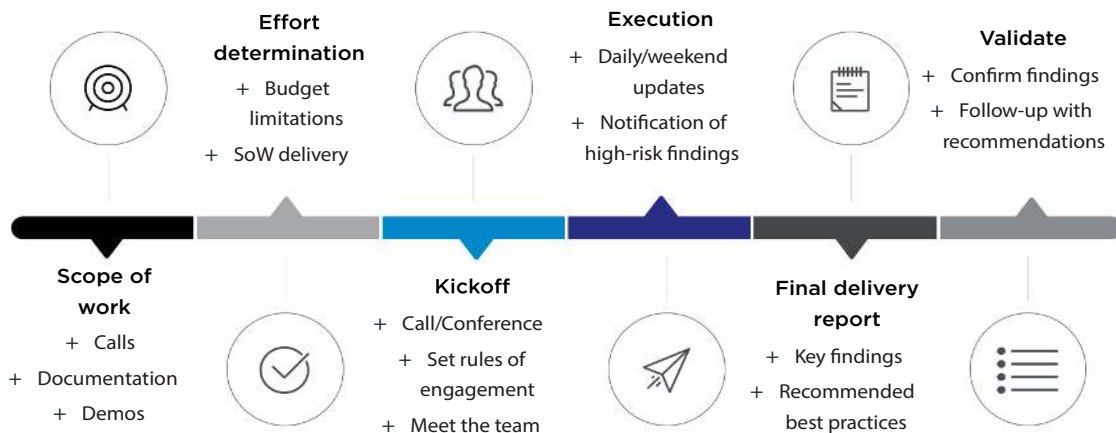 Scope of
work
+ Calls
+ Documentation
+ Demos
Effort
determination
+ Budget
limitations
+ SoW delivery
Kickoff
+ Call/Conference
+ Set rules of
engagement
+ Meet the team
Execution
+ Daily/weekend
updates
+ Notification of
high-risk findings
Final delivery
report
+ Key findings
+ Recommended
best practices
Validate
+ Confirm findings
+ Follow-up with
recommendations